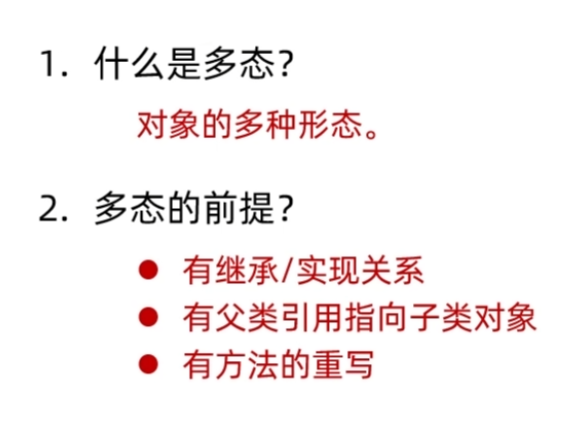 1. 什么是多态?
对象的多种形态。
2. 多态的前提?
● 有继承/实现关系
● 有父类引用指向子类对象
● 有方法的重写